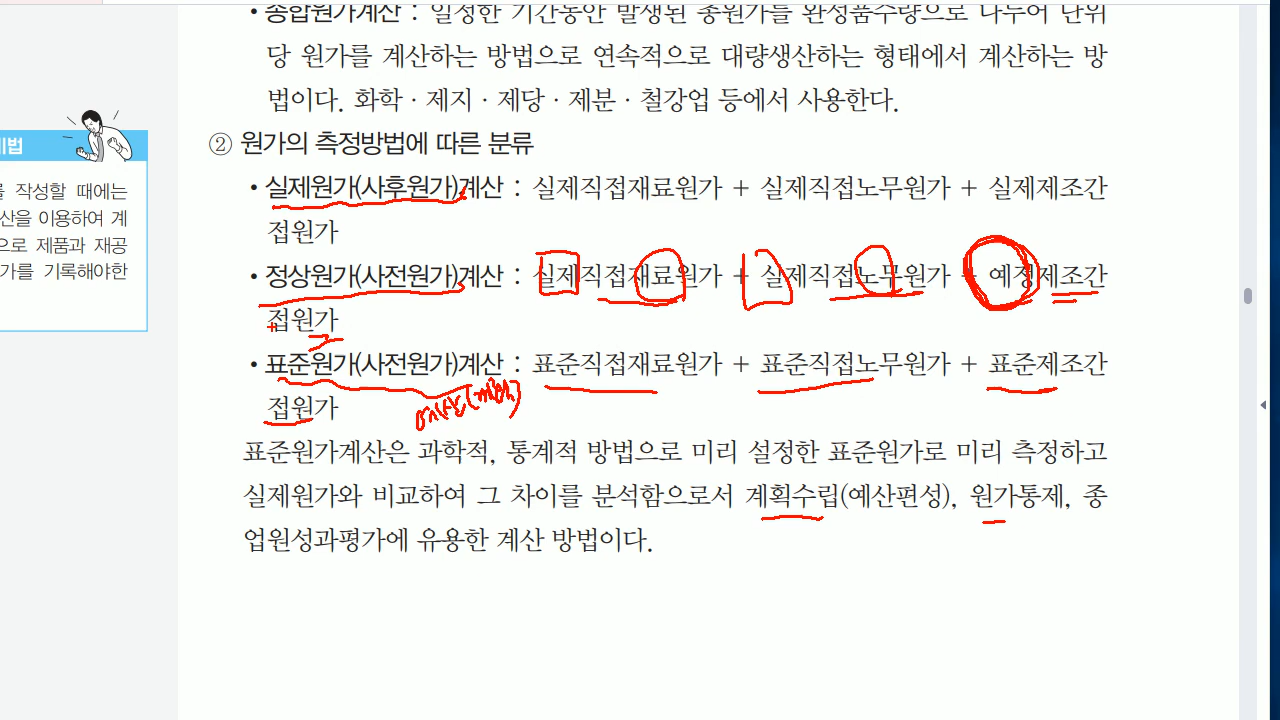 • 종합원가계산 : 일정한 기간동안 발생된 총원가를 완성품수량으로 나누어 단위
당 원가를 계산하는 방법으로 연속적으로 대량생산하는 형태에서 계산하는 방
법이다. 화학 · 제지 · 제당 · 제분 · 철강업 등에서 사용한다.
② 원가의 측정방법에 따른 분류
• 실제원가(사후원가)계산 : 실제직접재료원가 + 실제직접노무원가 + 실제제조간
접원가
• 정상원가(사전원가)계산 : 실제직접재료원가 + 실제직접노무원가 + 예정제조간
접원가
• 표준원가(사전원가)계산 : 표준직접재료원가 + 표준직접노무원가 + 표준제조간
접원가
표준원가계산은 과학적, 통계적 방법으로 미리 설정한 표준원가로 미리 측정하고
실제원가와 비교하여 그 차이를 분석함으로서 계획수립(예산편성), 원가통제, 종
업원성과평가에 유용한 계산 방법이다.
법
를 작성할 때에는
산을 이용하여 계
으로 제품과 재공
가를 기록해야한